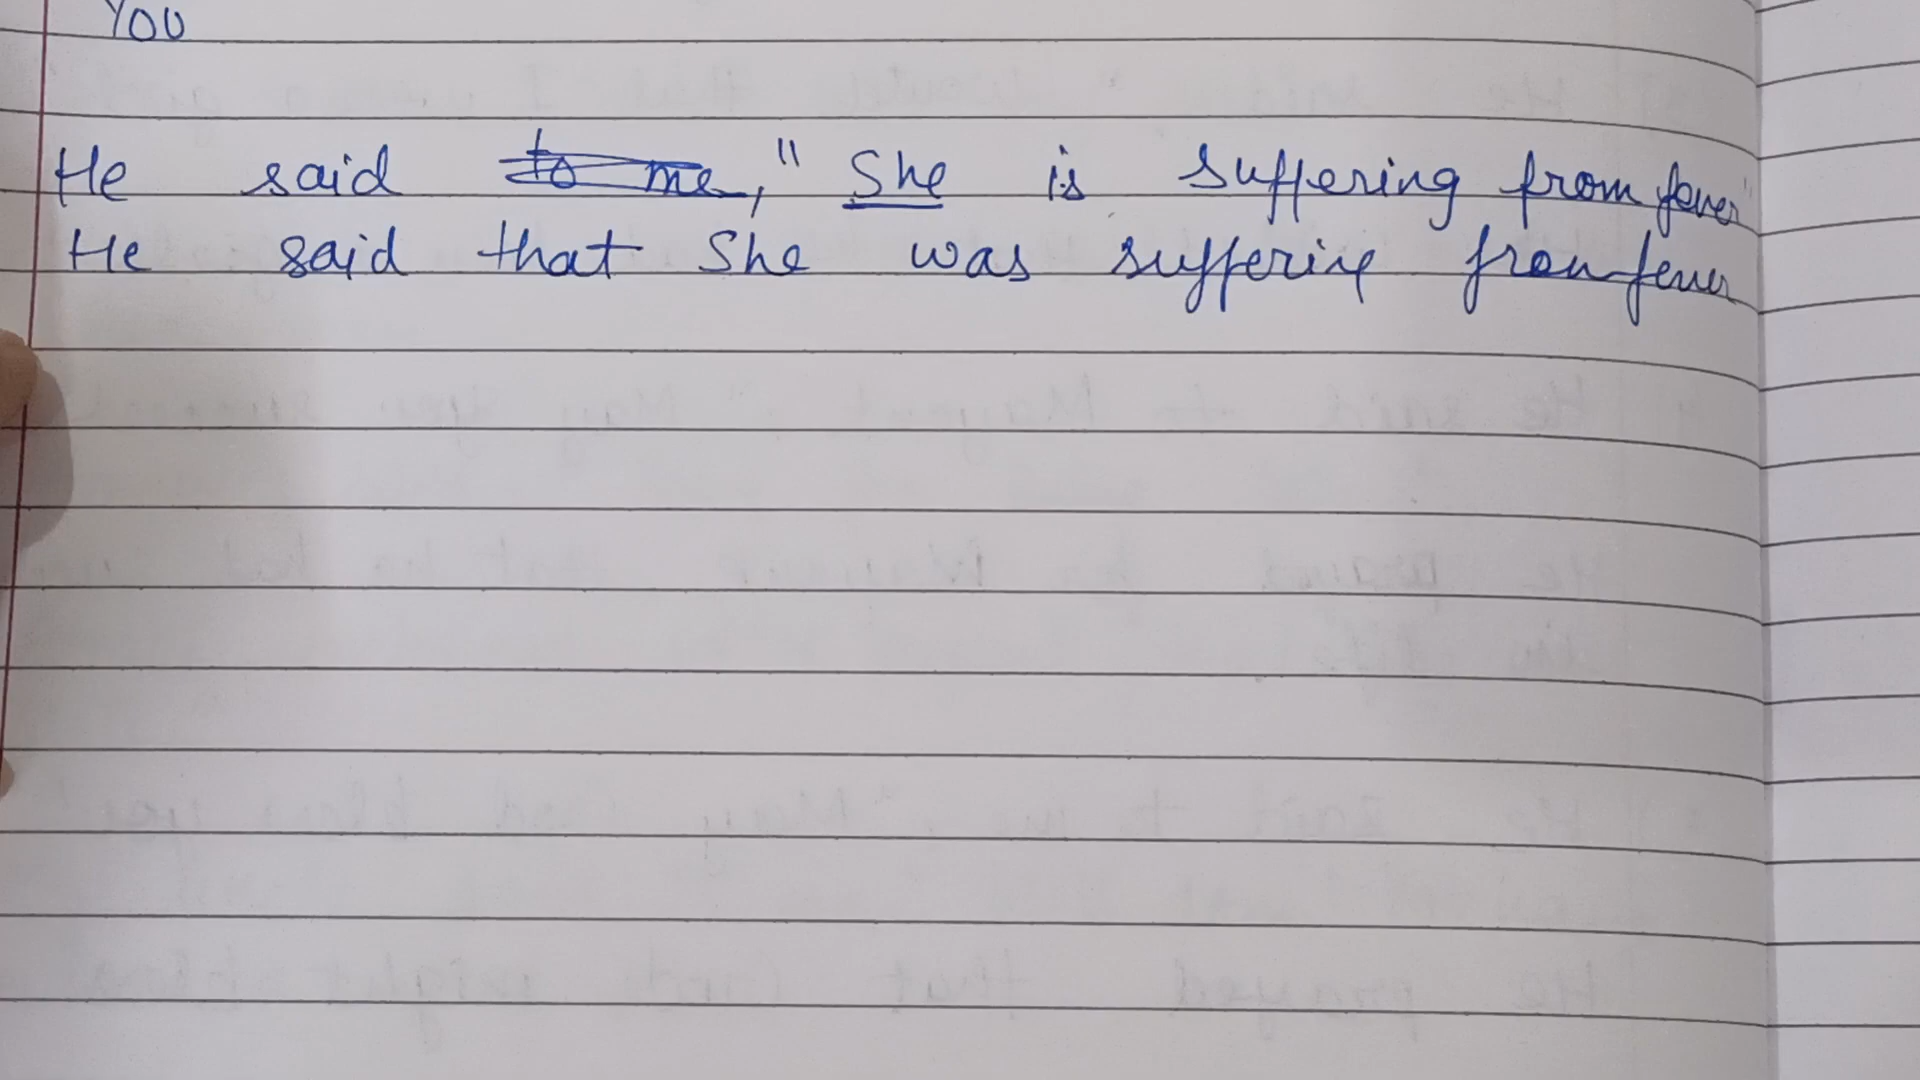 YOU
He said to me, " She is suffering from fever"
He said that She was suffering from fever